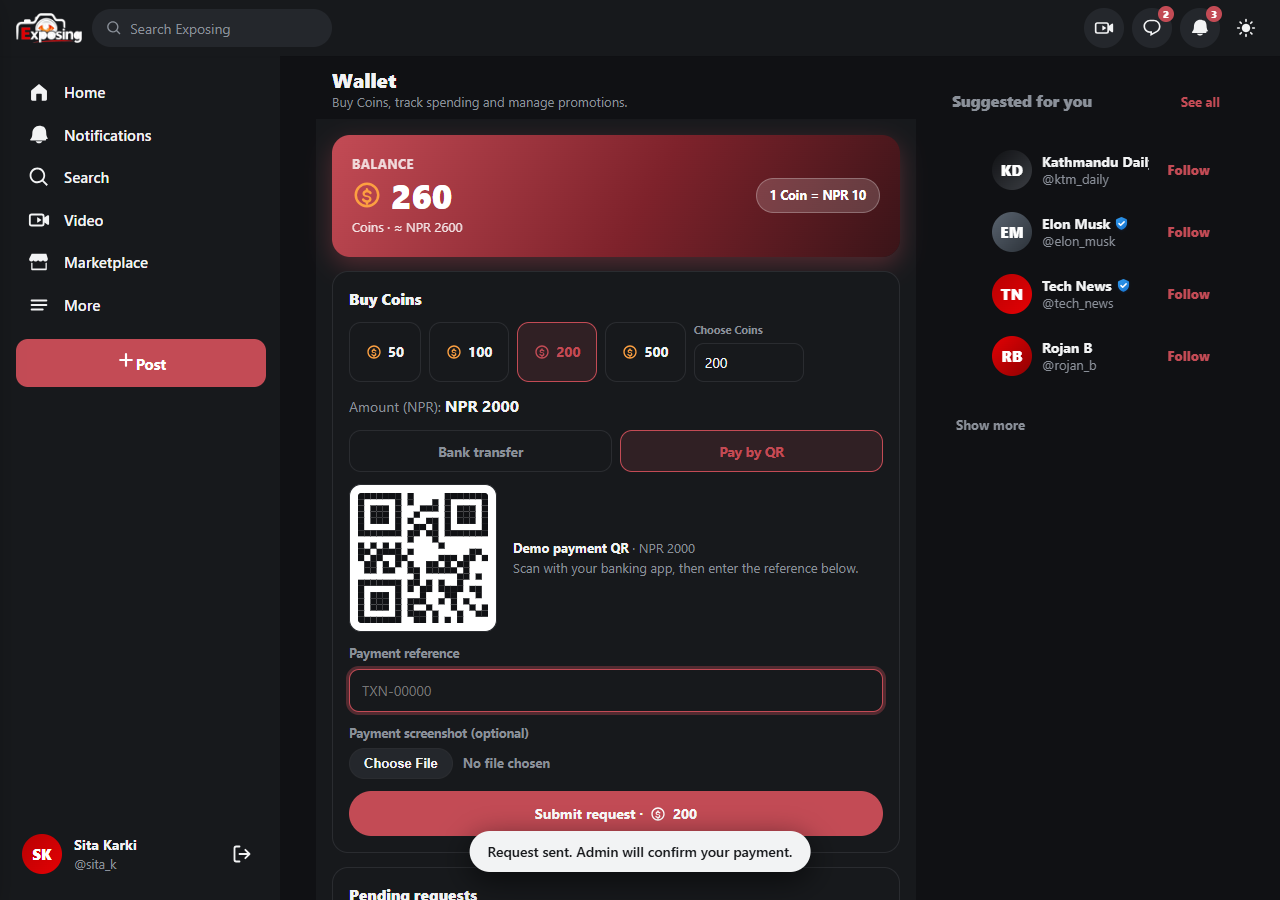 Exposing
Search Exposing
2
3
Home
Notifications
Search
Video
Marketplace
More
+ Post
SK
Sita Karki
@sita_k
Wallet
Buy Coins, track spending and manage promotions.
BALANCE
260
Coins · ≈ NPR 2600
1 Coin = NPR 10
Buy Coins
50
100
200
500
Choose Coins
200
Amount (NPR): NPR 2000
Bank transfer
Pay by QR
Demo payment QR · NPR 2000
Scan with your banking app, then enter the reference below.
Payment reference
TXN-00000
Payment screenshot (optional)
Choose File No file chosen
Submit request · 200
Request sent. Admin will confirm your payment.
Pending requests
Suggested for you
See all
KD
Kathmandu Dail
@ktm_daily
Follow
EM
Elon Musk
@elon_musk
Follow
TN
Tech News
@tech_news
Follow
RB
Rojan B
@rojan_b
Follow
Show more